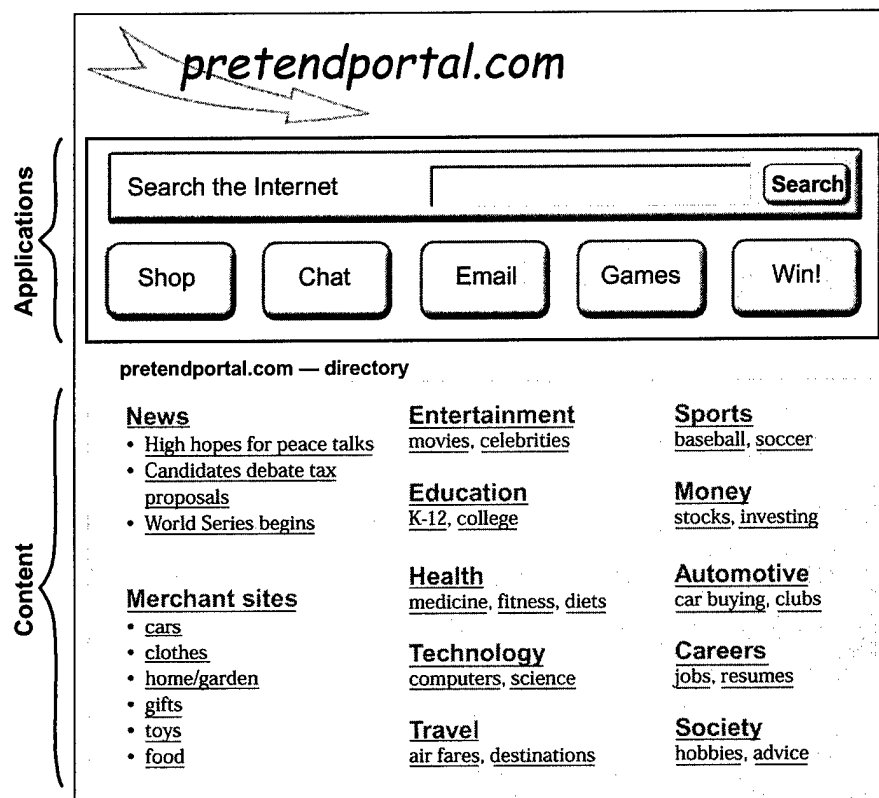 pretendportal.com
Applications
Search the Internet
Search
Shop
Chat
Email
Games
Win!
pretendportal.com — directory
Content
News
• High hopes for peace talks
• Candidates debate tax
proposals
• World Series begins
Merchant sites
• cars
• clothes
• home/garden
• gifts
• toys
• food
Entertainment
movies, celebrities
Education
K-12, college
Health
medicine, fitness, diets
Technology
computers, science
Travel
air fares, destinations
Sports
baseball, soccer
Money
stocks, investing
Automotive
car buying, clubs
Careers
jobs, resumes
Society
hobbies, advice